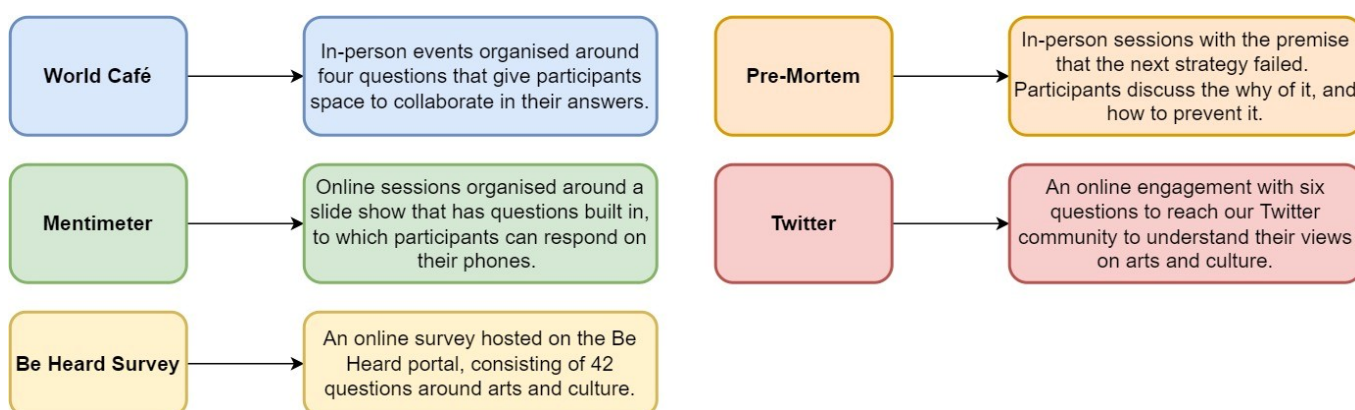 World Café
In-person events organised around
four questions that give participants
space to collaborate in their answers.
Pre-Mortem
In-person sessions with the premise
that the next strategy failed.
Participants discuss the why of it, and
how to prevent it.
Mentimeter
Online sessions organised around a
slide show that has questions built in,
to which participants can respond on
their phones.
Twitter
An online engagement with six
questions to reach our Twitter
community to understand their views
on arts and culture.
Be Heard Survey
An online survey hosted on the Be
Heard portal, consisting of 42
questions around arts and culture.